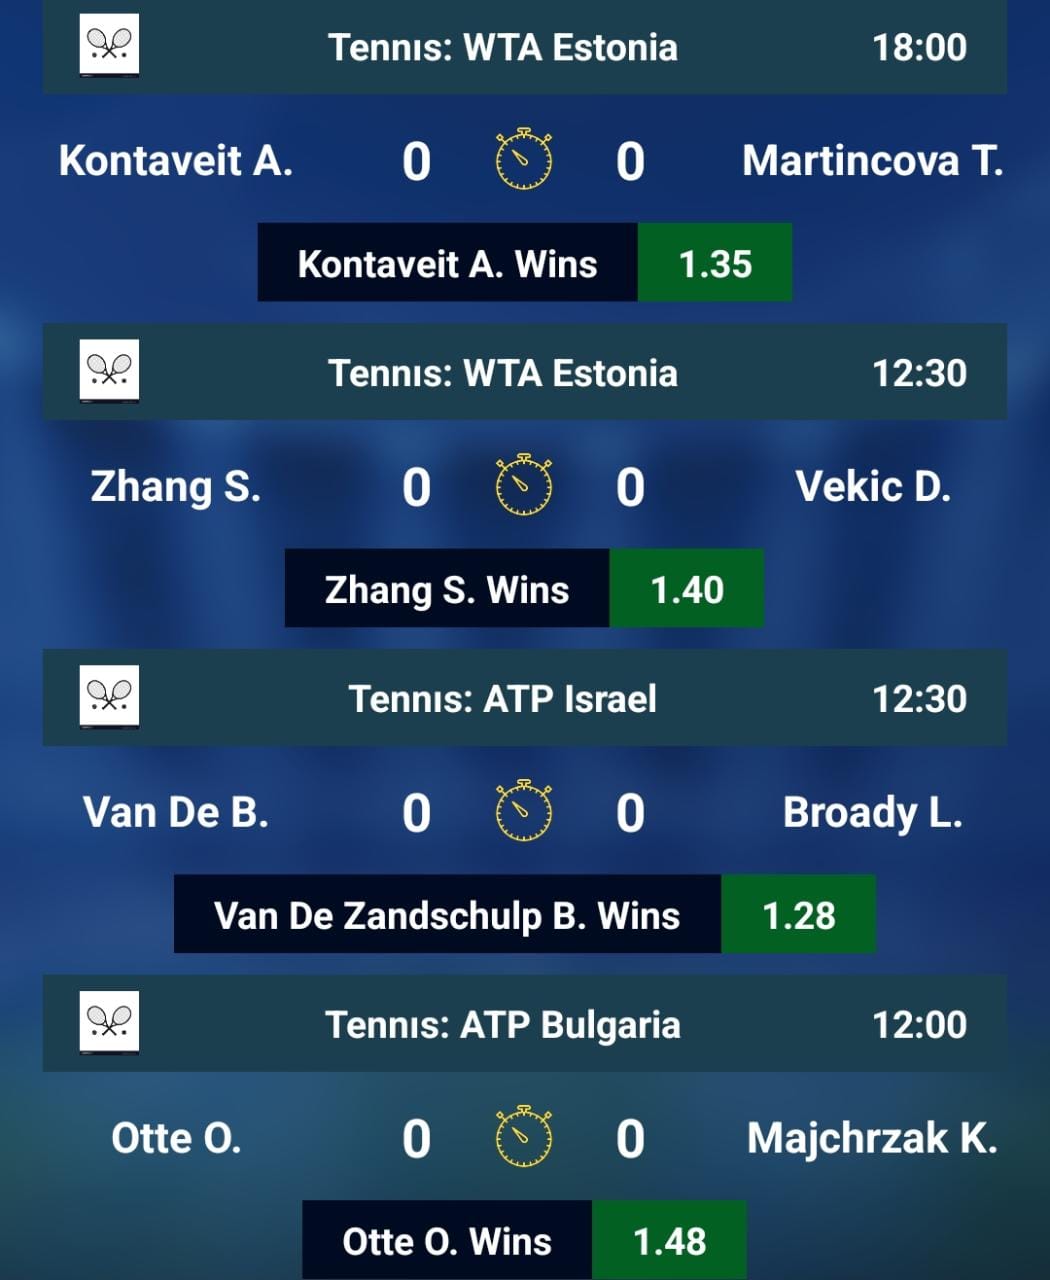 Tennıs: WTA Estonia 18:00
Kontaveit A. 0 0 Martincova T.
Kontaveit A. Wins 1.35
Tennıs: WTA Estonia 12:30
Zhang S. 0 0 Vekic D.
Zhang S. Wins 1.40
Tennıs: ATP Israel 12:30
Van De B. 0 0 Broady L.
Van De Zandschulp B. Wins 1.28
Tennıs: ATP Bulgaria 12:00
Otte O. 0 0 Majchrzak K.
Otte O. Wins 1.48